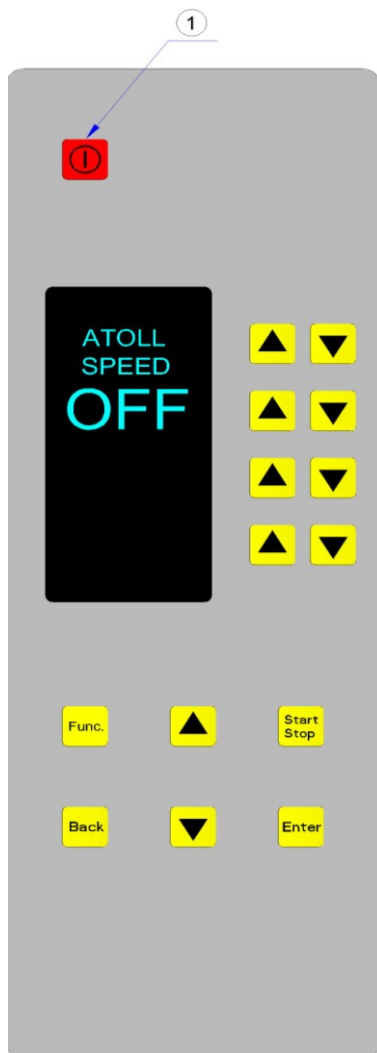 1
ATOLL
SPEED
OFF
Func.
Start
Stop
Back
Enter